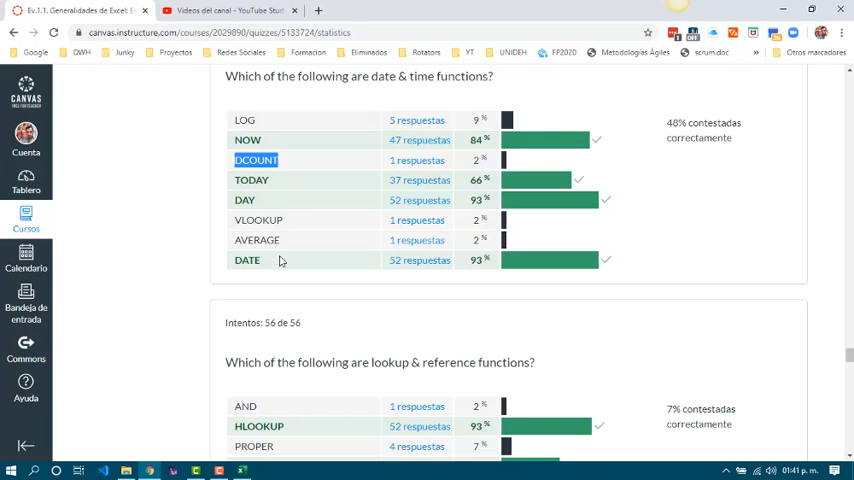 Ev.1.1. Generalidades de Excel: E
Videos del canal - YouTube Studi
canvas.instructure.com/courses/2029890/quizzes/5133724/statistics
Google
DWH
Junky
Proyectos
Redes Sociales
Formacion
Eliminados
Rotators
YT
UNIDEH
FP2020
Metodologías Ágiles
scrum.doc
Otros marcadores
CANVAS
Cuenta
Tablero
Cursos
Calendario
Bandeja de
entrada
Commons
Ayuda
Which of the following are date & time functions?
LOG 5 respuestas 9 %
NOW 47 respuestas 84 %
DCOUNT 1 respuestas 2 %
TODAY 37 respuestas 66 %
DAY 52 respuestas 93 %
VLOOKUP 1 respuestas 2 %
AVERAGE 1 respuestas 2 %
DATE 52 respuestas 93 %
48% contestadas
correctamente
Intentos: 56 de 56
Which of the following are lookup & reference functions?
AND 1 respuestas 2 %
HLOOKUP 52 respuestas 93 %
PROPER 4 respuestas 7 %
7% contestadas
correctamente
01:41 p. m.